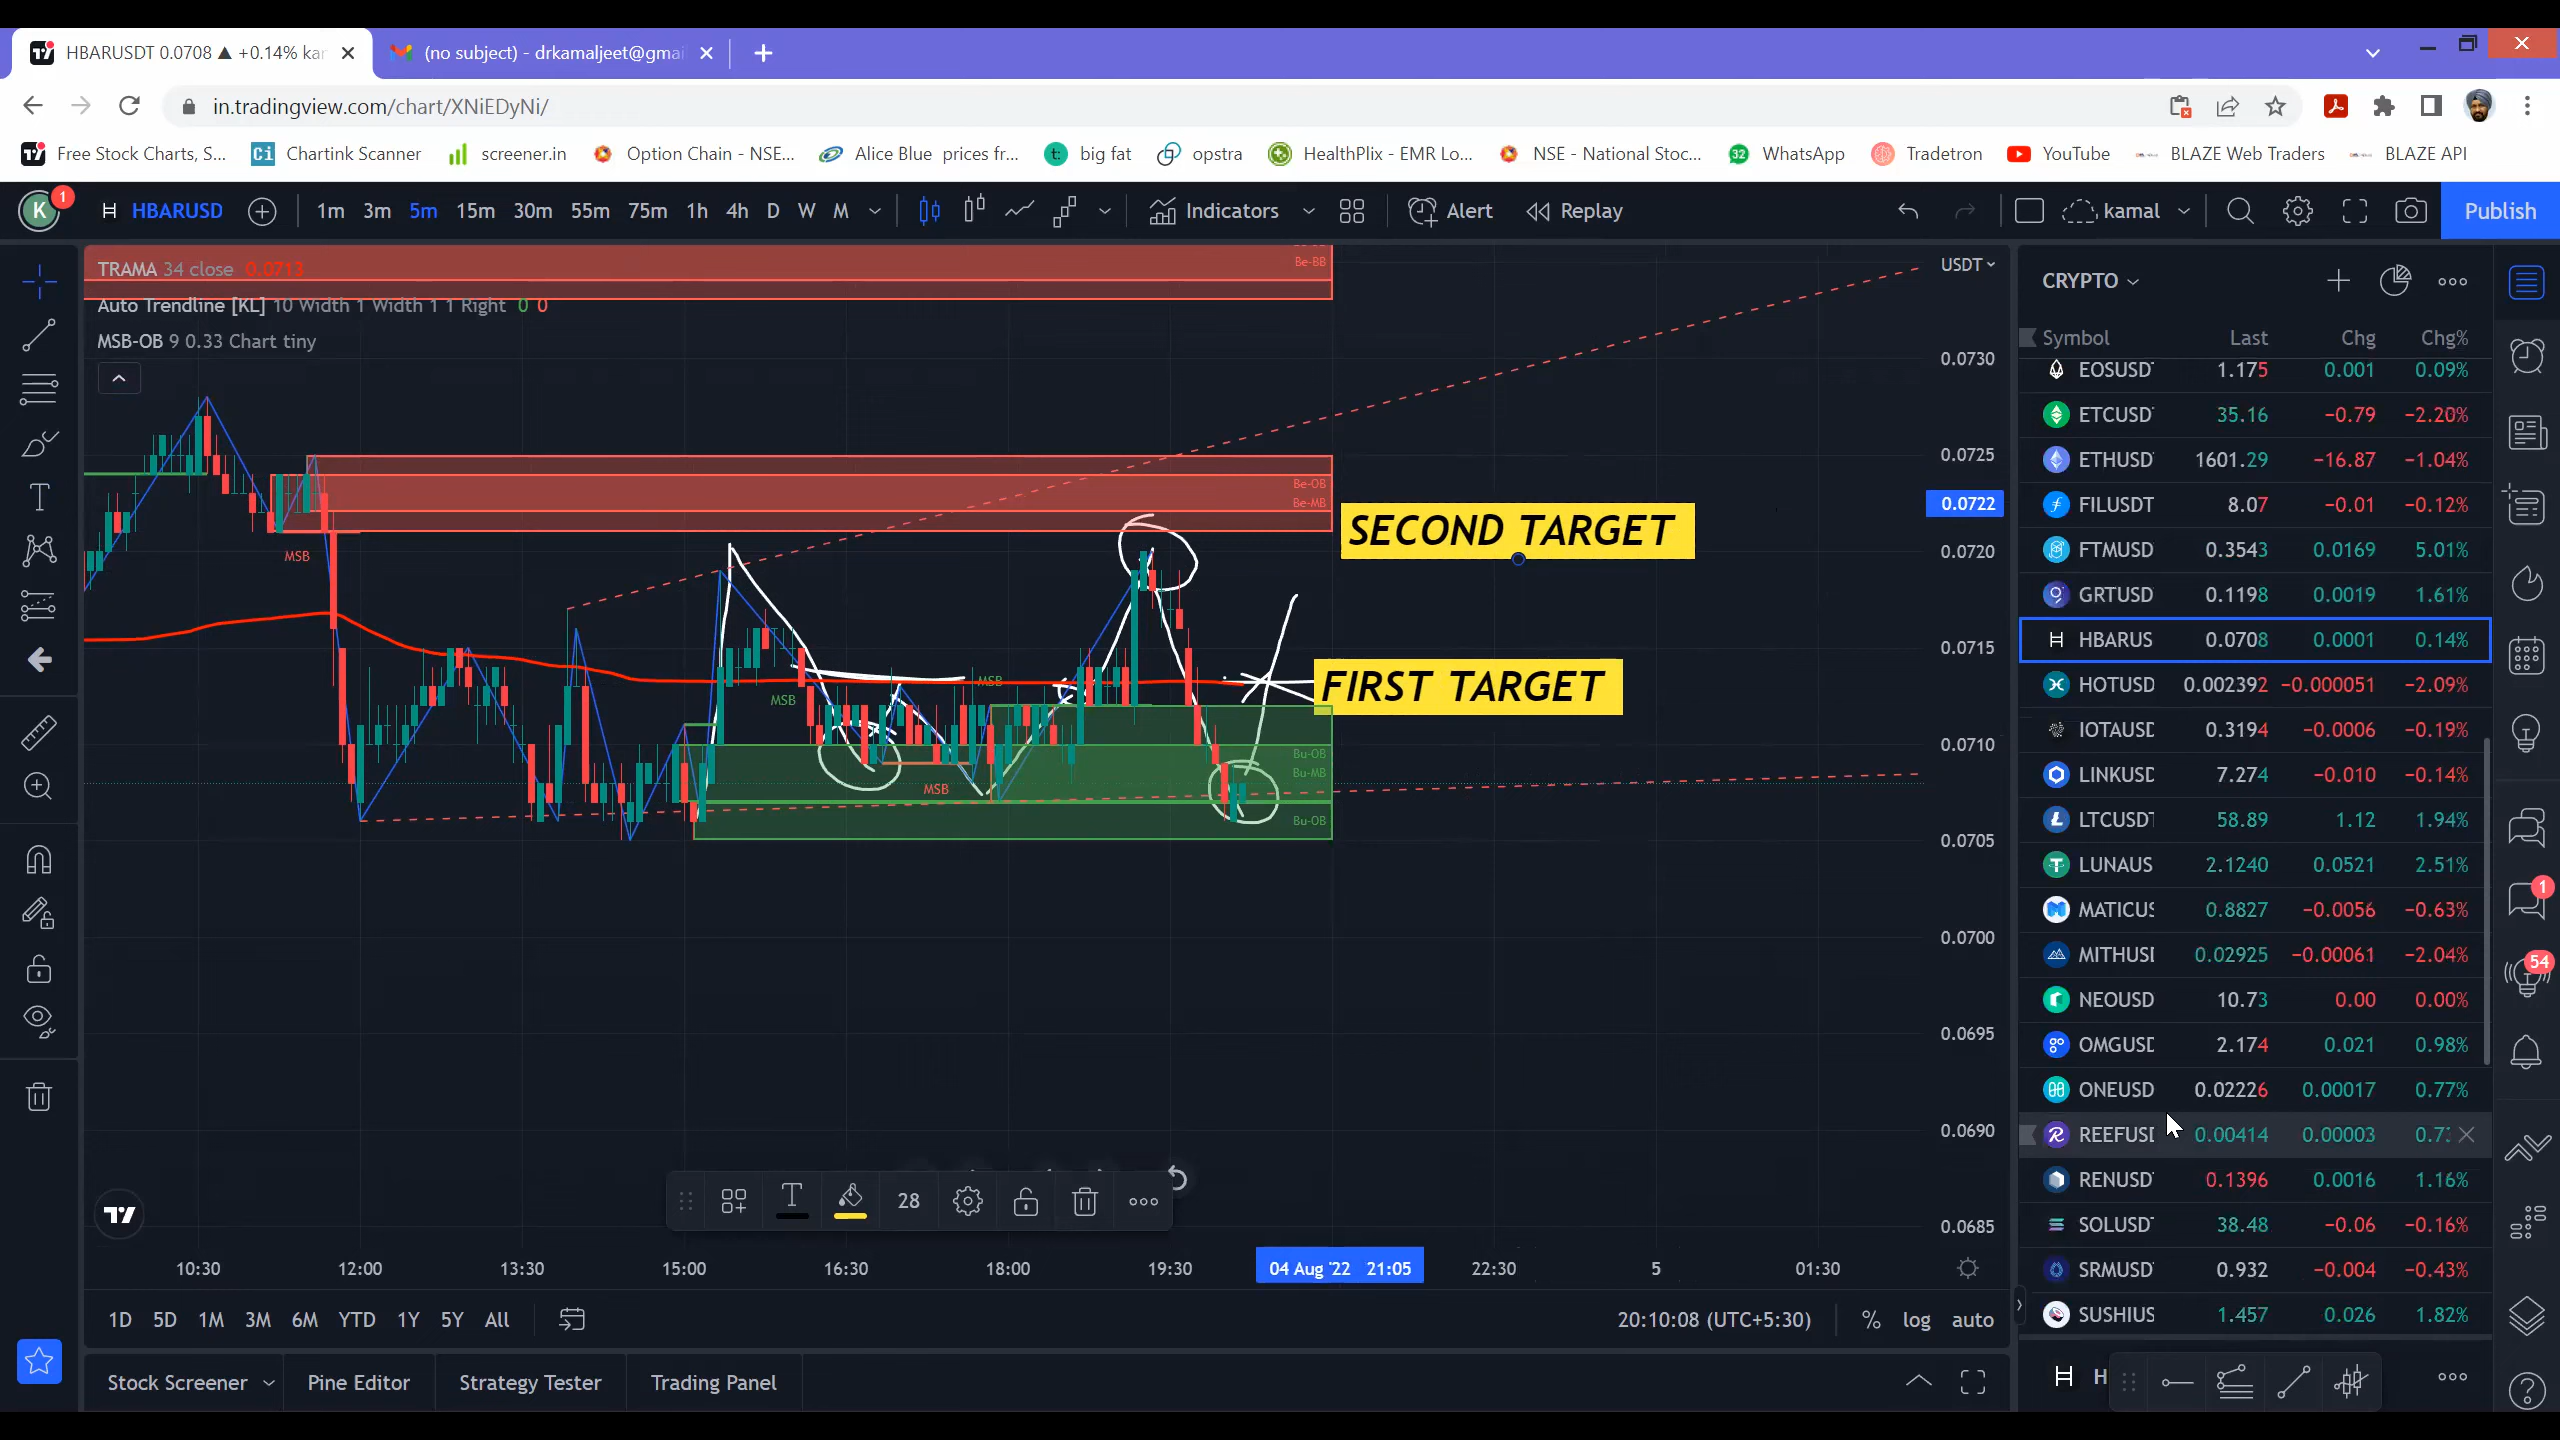 HBARUSDT 0.0708 ▲ +0.14% kar
(no subject) - drkamaljeet@gmai
in.tradingview.com/chart/XNiEDyNi/
Free Stock Charts, S...
Chartink Scanner
screener.in
Option Chain - NSE...
Alice Blue prices fr...
big fat
opstra
HealthPlix - EMR Lo...
NSE - National Stoc...
32
WhatsApp
Tradetron
YouTube
BLAZE Web Traders
BLAZE API
K
1
HBARUSD
1m 3m 5m 15m 30m 55m 75m 1h 4h D W M
Indicators
Alert
Replay
kamal
Publish
TRAMA 34 close 0.0713
Auto Trendline [KL] 10 Width 1 Width 1 1 Right 0 0
MSB-OB 9 0.33 Chart tiny
Be-BB
USDT
0.0730
0.0725
0.0722
0.0720
0.0715
0.0710
0.0705
0.0700
0.0695
0.0690
0.0685
Be-OB
Be-MB
SECOND TARGET
FIRST TARGET
MSB
MSB
MSB
MSB
Bu-OB
Bu-MB
Bu-OB
28
10:30 12:00 13:30 15:00 16:30 18:00 19:30 04 Aug '22 21:05 22:30 5 01:30
1D 5D 1M 3M 6M YTD 1Y 5Y All
20:10:08 (UTC+5:30)
% log auto
Stock Screener
Pine Editor
Strategy Tester
Trading Panel
CRYPTO
Symbol Last Chg Chg%
EOSUSD 1.175 0.001 0.09%
ETCUSD 35.16 −0.79 −2.20%
ETHUSD 1601.29 −16.87 −1.04%
FILUSDT 8.07 −0.01 −0.12%
FTMUSD 0.3543 0.0169 5.01%
GRTUSD 0.1198 0.0019 1.61%
HBARUS 0.0708 0.0001 0.14%
HOTUSD 0.002392 −0.000051 −2.09%
IOTAUSD 0.3194 −0.0006 −0.19%
LINKUSD 7.274 −0.010 −0.14%
LTCUSDT 58.89 1.12 1.94%
LUNAUS 2.1240 0.0521 2.51%
MATICUS 0.8827 −0.0056 −0.63%
MITHUSD 0.02925 −0.00061 −2.04%
NEOUSD 10.73 0.00 0.00%
OMGUSD 2.174 0.021 0.98%
ONEUSD 0.02226 0.00017 0.77%
REEFUSD 0.00414 0.00003 0.7
RENUSD 0.1396 0.0016 1.16%
SOLUSD 38.48 −0.06 −0.16%
SRMUSD 0.932 −0.004 −0.43%
SUSHIUS 1.457 0.026 1.82%
H
1
54